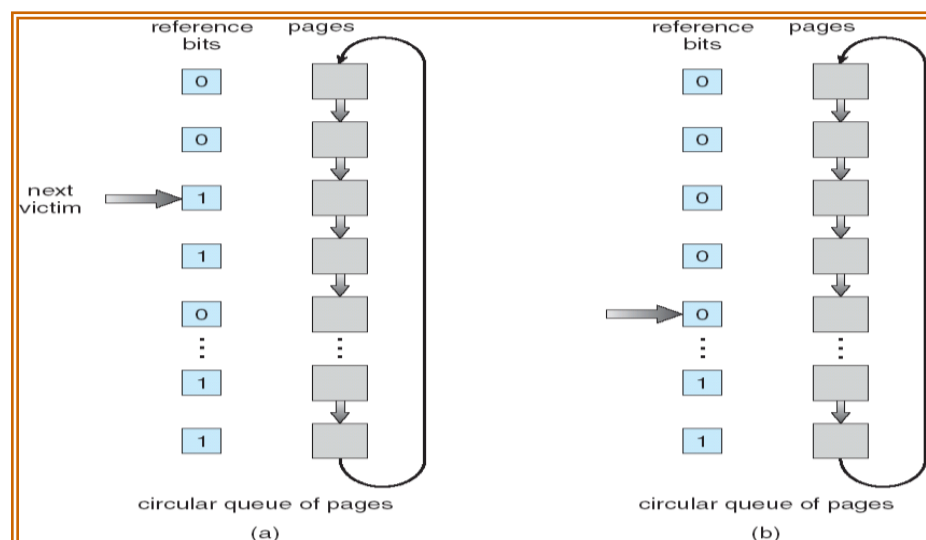 reference
bits
pages
0
0
next
victim
1
1
0
1
1
circular queue of pages
(a)
reference
bits
pages
0
0
0
0
0
1
1
circular queue of pages
(b)